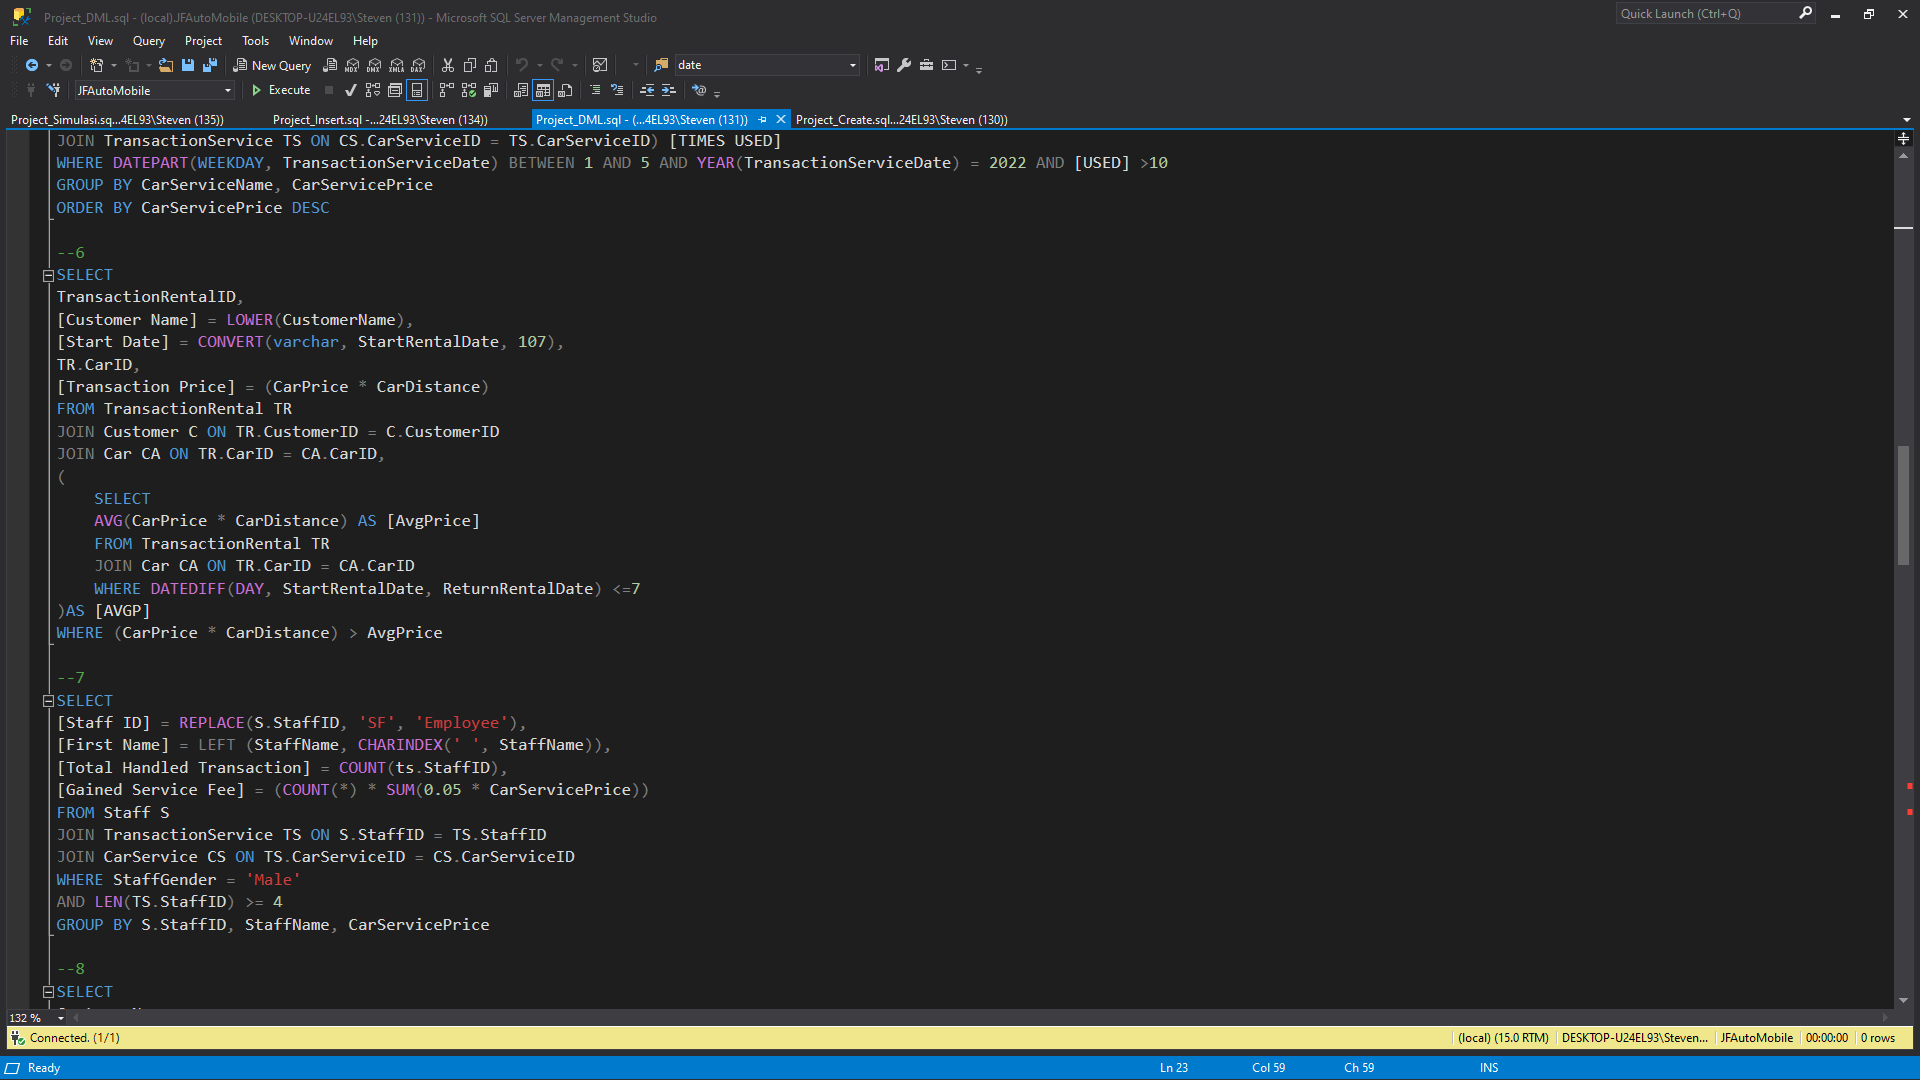 Project_DML.sql - (local).JFAutoMobile (DESKTOP-U24EL93\Steven (131)) - Microsoft SQL Server Management Studio
Quick Launch (Ctrl+Q)
File Edit View Query Project Tools Window Help
New Query
date
JFAutoMobile
Execute
Project_Simulasi.sq...4EL93\Steven (135))
Project_Insert.sql -...24EL93\Steven (134))
Project_DML.sql - (...4EL93\Steven (131))
Project_Create.sql...24EL93\Steven (130))
JOIN TransactionService TS ON CS.CarServiceID = TS.CarServiceID) [TIMES USED]
WHERE DATEPART(WEEKDAY, TransactionServiceDate) BETWEEN 1 AND 5 AND YEAR(TransactionServiceDate) = 2022 AND [USED] >10
GROUP BY CarServiceName, CarServicePrice
ORDER BY CarServicePrice DESC
--6
SELECT
TransactionRentalID,
[Customer Name] = LOWER(CustomerName),
[Start Date] = CONVERT(varchar, StartRentalDate, 107),
TR.CarID,
[Transaction Price] = (CarPrice * CarDistance)
FROM TransactionRental TR
JOIN Customer C ON TR.CustomerID = C.CustomerID
JOIN Car CA ON TR.CarID = CA.CarID,
(
SELECT
AVG(CarPrice * CarDistance) AS [AvgPrice]
FROM TransactionRental TR
JOIN Car CA ON TR.CarID = CA.CarID
WHERE DATEDIFF(DAY, StartRentalDate, ReturnRentalDate) <=7
)AS [AVGP]
WHERE (CarPrice * CarDistance) > AvgPrice
--7
SELECT
[Staff ID] = REPLACE(S.StaffID, 'SF', 'Employee'),
[First Name] = LEFT (StaffName, CHARINDEX(' ', StaffName)),
[Total Handled Transaction] = COUNT(ts.StaffID),
[Gained Service Fee] = (COUNT(*) * SUM(0.05 * CarServicePrice))
FROM Staff S
JOIN TransactionService TS ON S.StaffID = TS.StaffID
JOIN CarService CS ON TS.CarServiceID = CS.CarServiceID
WHERE StaffGender = 'Male'
AND LEN(TS.StaffID) >= 4
GROUP BY S.StaffID, StaffName, CarServicePrice
--8
SELECT
132 %
Connected. (1/1)
(local) (15.0 RTM) DESKTOP-U24EL93\Steven... JFAutoMobile 00:00:00 0 rows
Ready
Ln 23 Col 59 Ch 59 INS